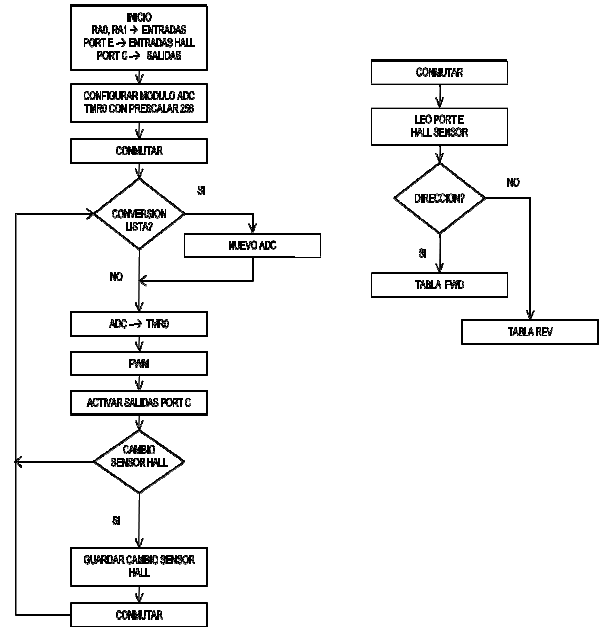 INICIO
RA0, RA1 → ENTRADAS
PORT E → ENTRADAS HALL
PORT C → SALIDAS
CONFIGURAR MODULO ADC
TMR0 CON PRESCALAR 256
CONMUTAR
CONVERSION
LISTA?
SI
NUEVO ADC
NO
ADC → TMR0
PWM
ACTIVAR SALIDAS PORT C
CAMBIO
SENSOR HALL
SI
GUARDAR CAMBIO SENSOR
HALL
CONMUTAR
CONMUTAR
LEO PORT E
HALL SENSOR
DIRECCION?
NO
SI
TABLA FWD
TABLA REV